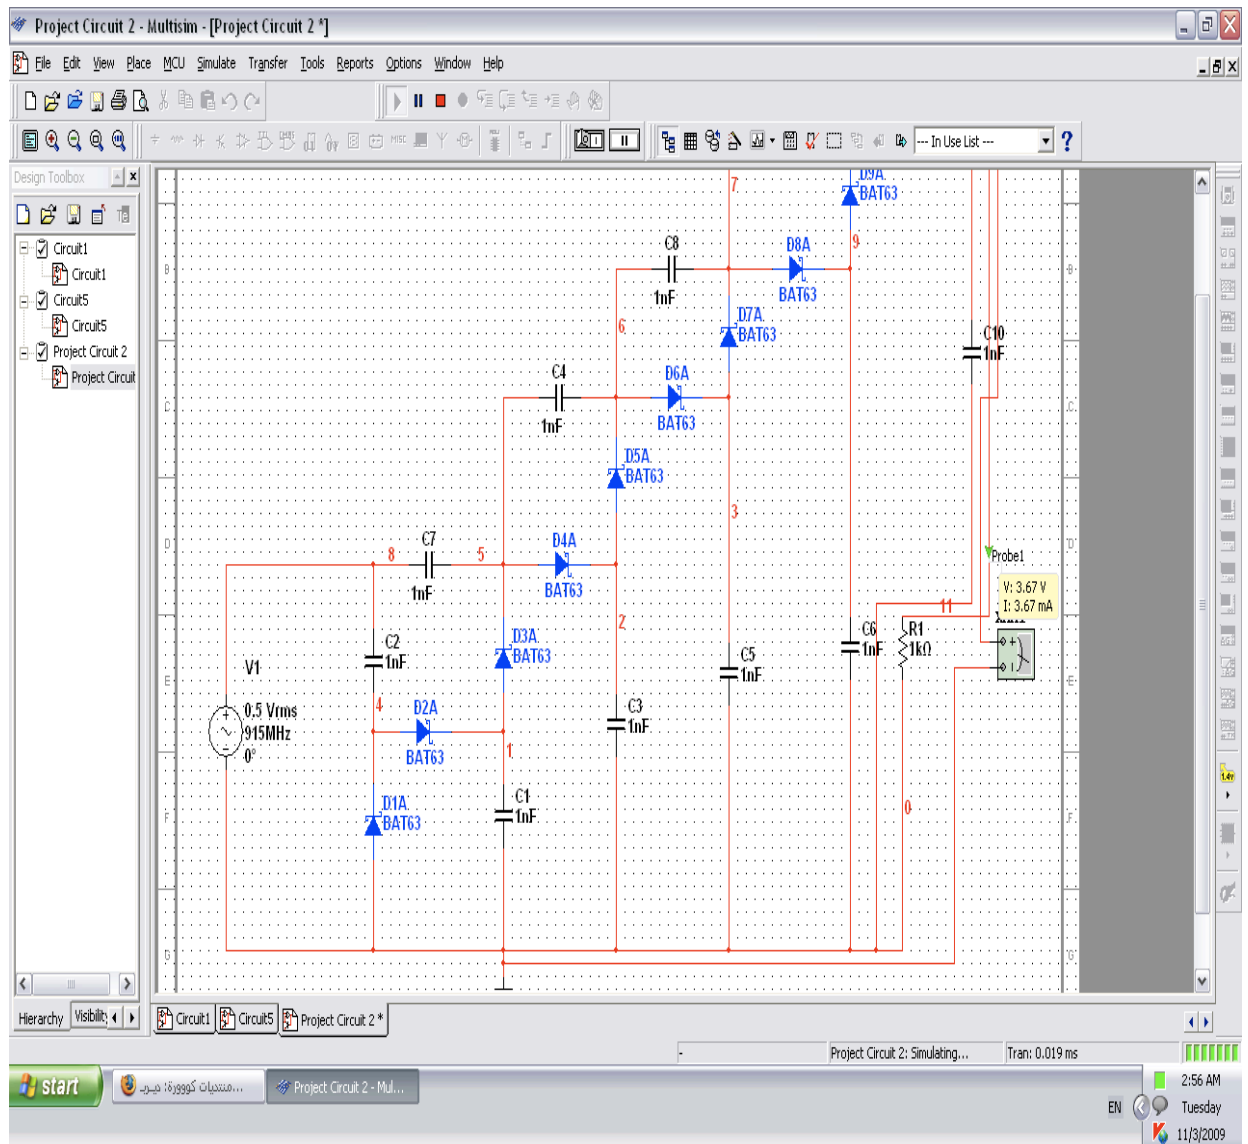 Project Circuit 2 - Multisim - [Project Circuit 2 *]
File Edit View Place MCU Simulate Transfer Tools Reports Options Window Help
MISC
--- In Use List ---
?
Design Toolbox
Circuit1
Circuit1
Circuit5
Circuit5
Project Circuit 2
Project Circuit
7
D9A
BAT63
9
C8
1nF
D8A
BAT63
B
B
6
D7A
BAT63
C10
1nF
C4
1nF
D6A
BAT63
C
C
D5A
BAT63
3
D
D
8
C7
1nF
5
D4A
BAT63
Probe1
V: 3.67 V
I: 3.67 mA
11
2
C2
1nF
D3A
BAT63
C6
1nF
R1
1kΩ
C5
1nF
E
E
V1
0.5 Vrms
915MHz
0°
4
D2A
BAT63
1
C3
1nF
1.4v
D1A
BAT63
C1
1nF
0
F
F
G
G
Hierarchy
Circuit1
Circuit5
Project Circuit 2 *
-
Project Circuit 2: Simulating...
Tran: 0.019 ms
start
منتديات كووورة: ديربـ...
Project Circuit 2 - Mul...
EN
2:56 AM
Tuesday
11/3/2009